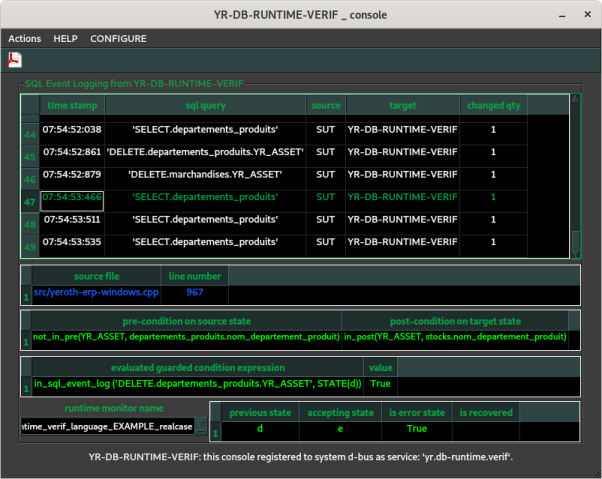 YR-DB-RUNTIME-VERIF _ console
Actions HELP CONFIGURE
SQL Event Logging from YR-DB-RUNTIME-VERIF
time stamp sql query source target changed qty
44 07:54:52:038 'SELECT.departements_produits' SUT YR-DB-RUNTIME-VERIF 1
45 07:54:52:861 'DELETE.departements_produits.YR_ASSET' SUT YR-DB-RUNTIME-VERIF 1
46 07:54:52:879 'DELETE.marchandises.YR_ASSET' SUT YR-DB-RUNTIME-VERIF 1
47 07:54:53:466 'SELECT.departements_produits' SUT YR-DB-RUNTIME-VERIF 1
48 07:54:53:511 'SELECT.departements_produits' SUT YR-DB-RUNTIME-VERIF 1
49 07:54:53:535 'SELECT.departements_produits' SUT YR-DB-RUNTIME-VERIF 1
source file line number
1 src/yeroth-erp-windows.cpp 967
pre-condition on source state post-condition on target state
1 not_in_pre(YR_ASSET, departements_produits.nom_departement_produit) in_post(YR_ASSET, stocks.nom_departement_produit)
evaluated guarded condition expression value
1 in_sql_event_log ('DELETE.departements_produits.YR_ASSET', STATE(d)) True
runtime monitor name
ntime_verif_language_EXAMPLE_realcase
previous state accepting state is error state is recovered
1 d e True
YR-DB-RUNTIME-VERIF: this console registered to system d-bus as service: 'yr.db-runtime.verif'.